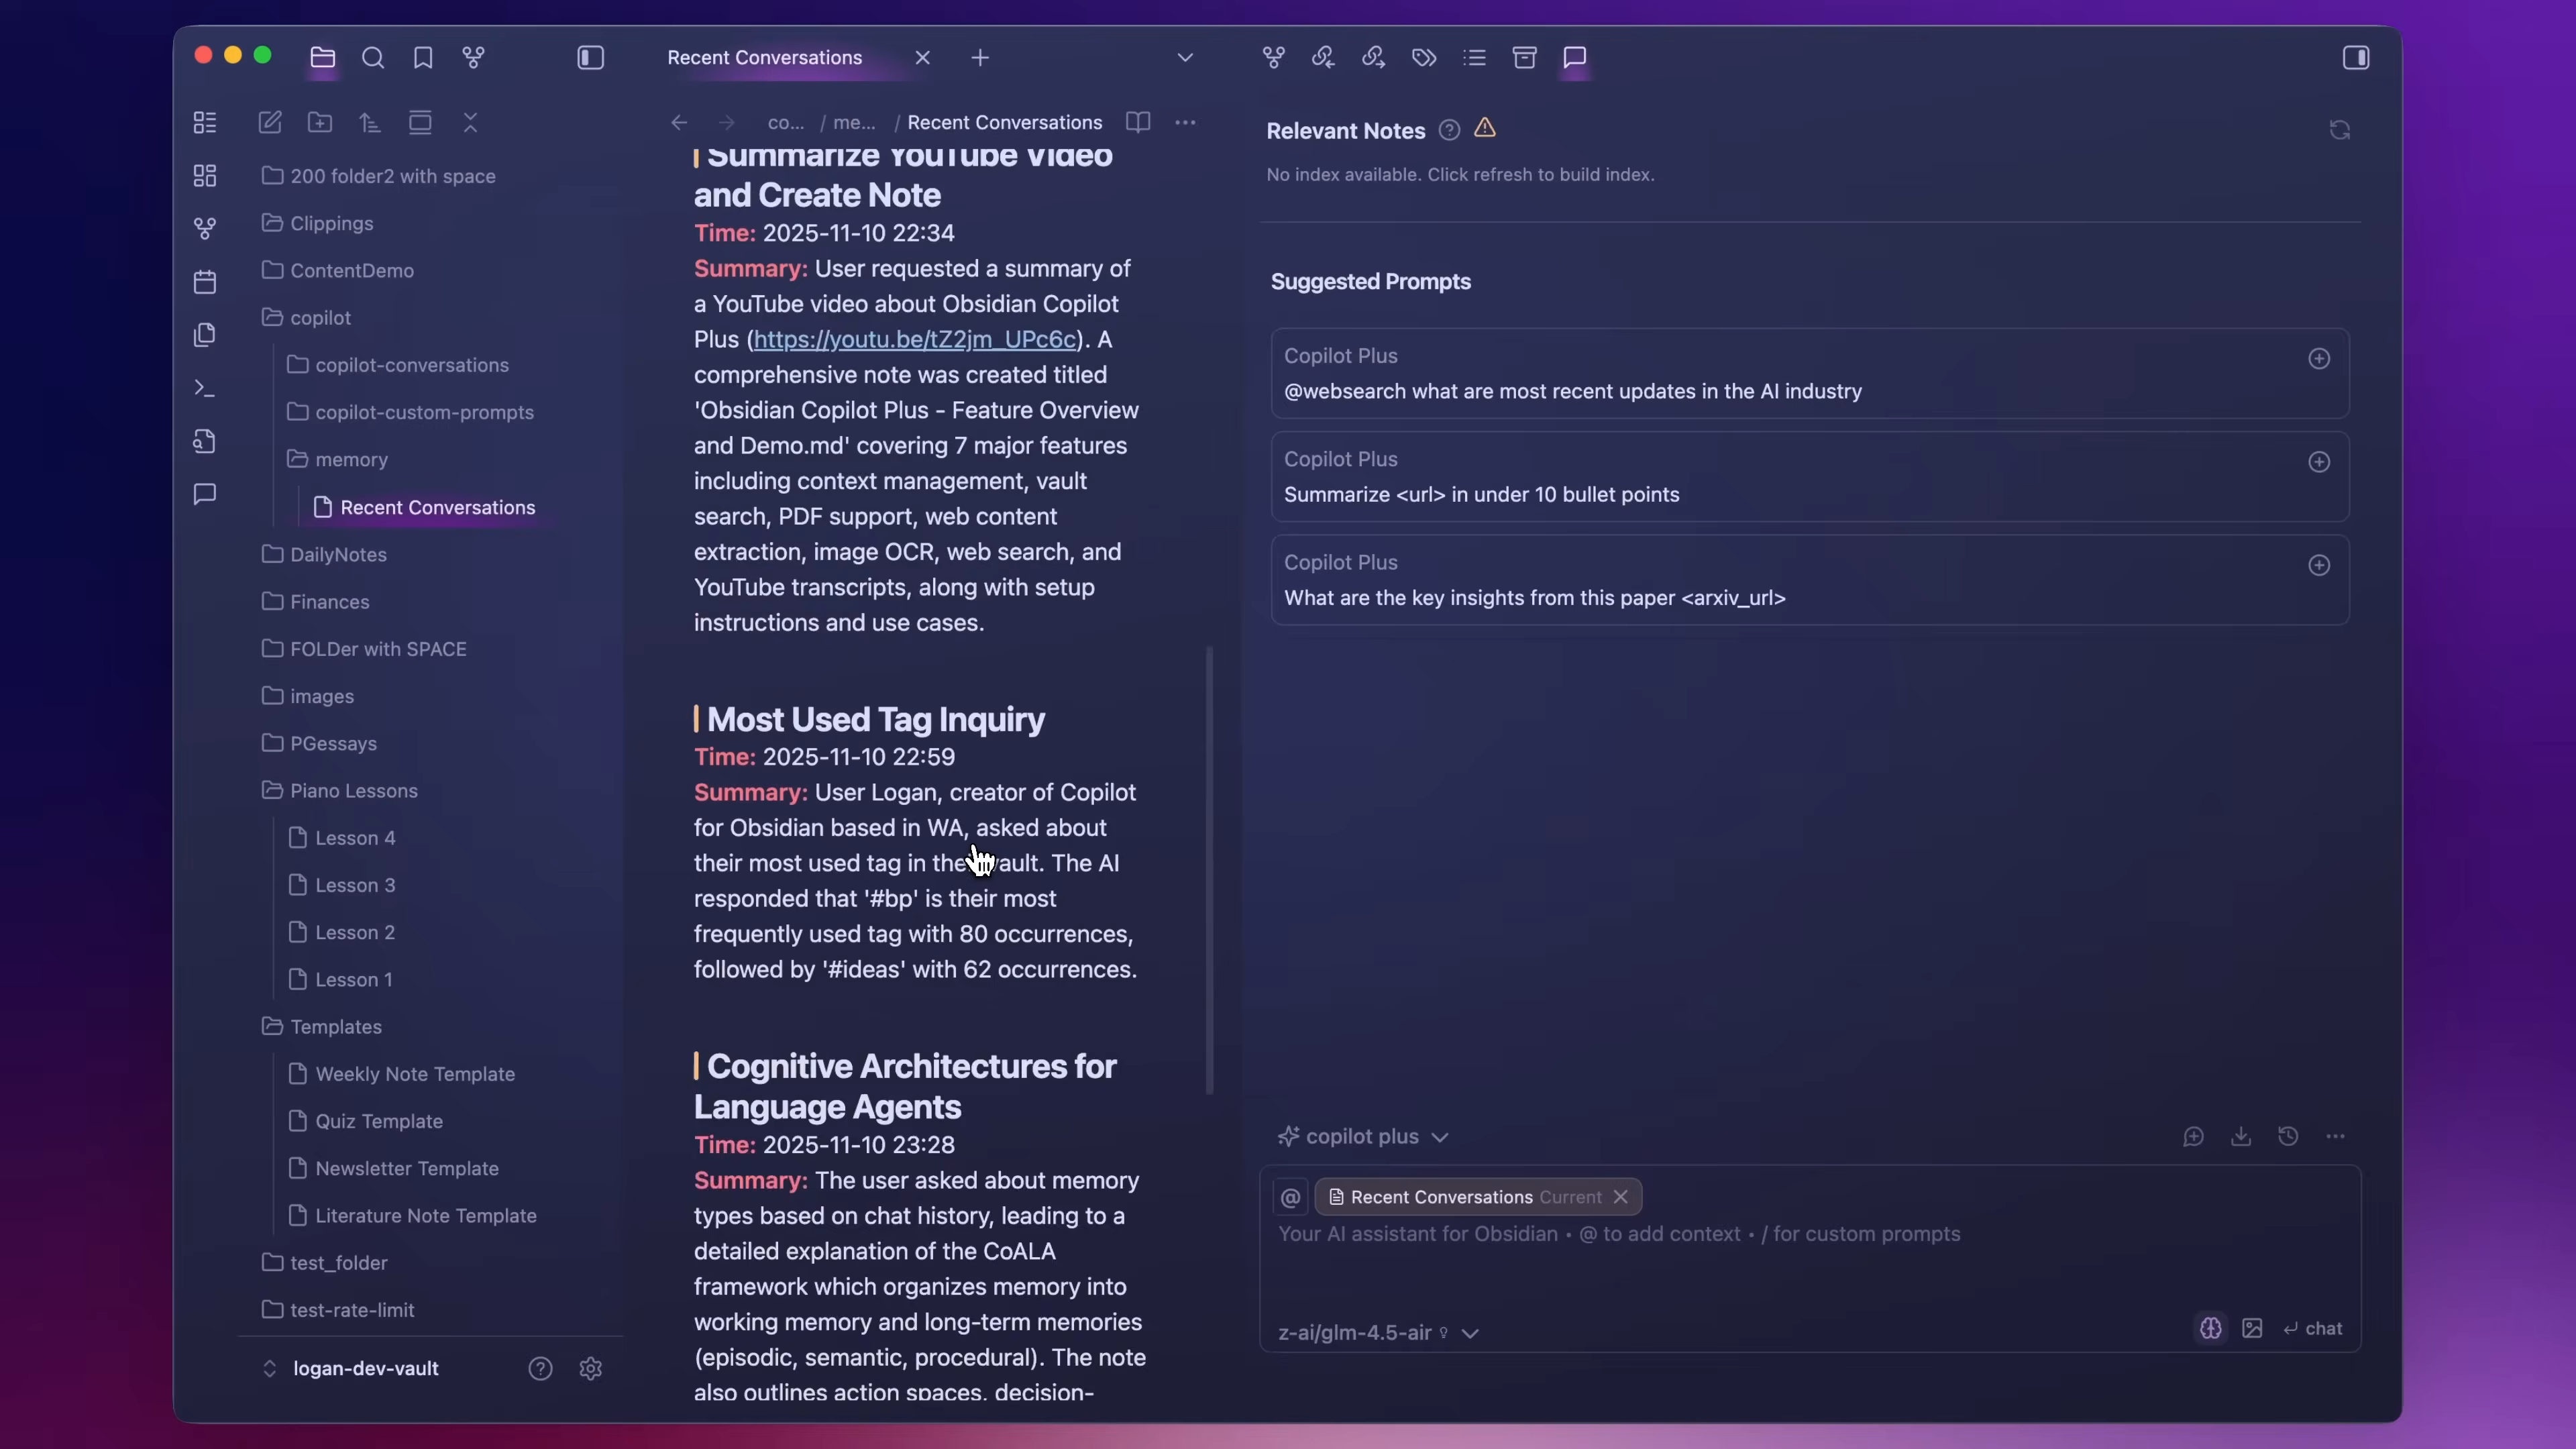 Recent Conversations
200 folder2 with space
Clippings
ContentDemo
copilot
copilot-conversations
copilot-custom-prompts
memory
Recent Conversations
DailyNotes
Finances
FOLDer with SPACE
images
PGessays
Piano Lessons
Lesson 4
Lesson 3
Lesson 2
Lesson 1
Templates
Weekly Note Template
Quiz Template
Newsletter Template
Literature Note Template
test_folder
test-rate-limit
logan-dev-vault
co... / me... / Recent Conversations
Summarize YouTube Video
and Create Note
Time: 2025-11-10 22:34
Summary: User requested a summary of
a YouTube video about Obsidian Copilot
Plus (https://youtu.be/tZ2jm_UPc6c). A
comprehensive note was created titled
'Obsidian Copilot Plus - Feature Overview
and Demo.md' covering 7 major features
including context management, vault
search, PDF support, web content
extraction, image OCR, web search, and
YouTube transcripts, along with setup
instructions and use cases.
Most Used Tag Inquiry
Time: 2025-11-10 22:59
Summary: User Logan, creator of Copilot
for Obsidian based in WA, asked about
their most used tag in their vault. The AI
responded that '#bp' is their most
frequently used tag with 80 occurrences,
followed by '#ideas' with 62 occurrences.
Cognitive Architectures for
Language Agents
Time: 2025-11-10 23:28
Summary: The user asked about memory
types based on chat history, leading to a
detailed explanation of the CoALA
framework which organizes memory into
working memory and long-term memories
(episodic, semantic, procedural). The note
also outlines action spaces, decision-
Relevant Notes
No index available. Click refresh to build index.
Suggested Prompts
Copilot Plus
@websearch what are most recent updates in the AI industry
Copilot Plus
Summarize <url> in under 10 bullet points
Copilot Plus
What are the key insights from this paper <arxiv_url>
copilot plus
@ Recent Conversations Current
Your AI assistant for Obsidian • @ to add context • / for custom prompts
z-ai/glm-4.5-air
chat